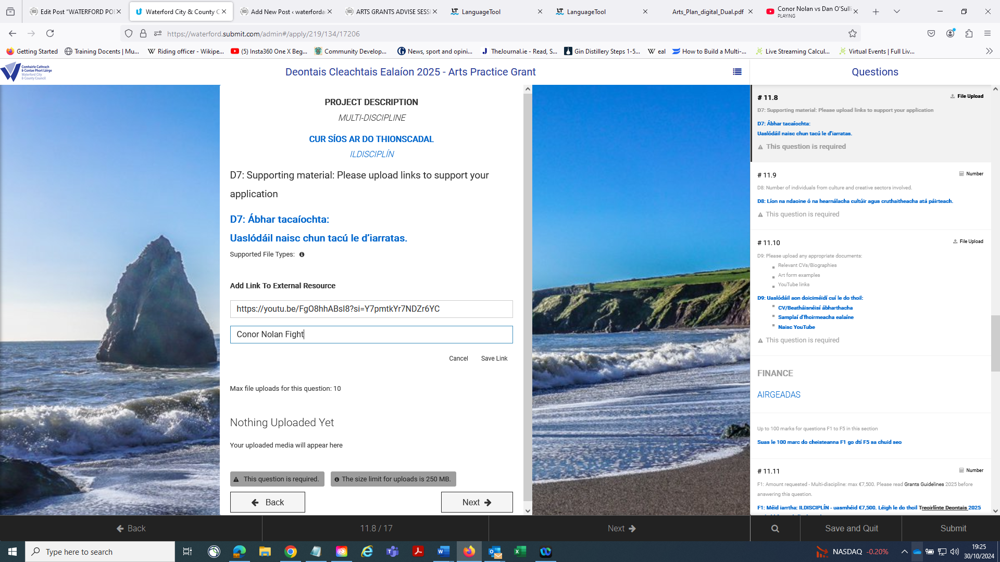 Edit Post "WATERFORD PO
Waterford City & County C
Add New Post ‹ waterforda
ARTS GRANTS ADVISE SESS
LanguageTool
LanguageTool
Arts_Plan_digital_Dual.pdf
Conor Nolan vs Dan O'Sulli
PLAYING
https://waterford.submit.com/admin#/apply/219/134/17206
Getting Started
Training Docents | Mu...
Riding officer - Wikipe...
(5) Insta360 One X Beg...
Community Develop...
News, sport and opini...
TheJournal.ie - Read, S...
Gin Distillery Steps 1-5...
eal
How to Build a Multi-...
Live Streaming Calcul...
Virtual Events | Full Liv...
Comhairle Cathrach
& Contae Phort Láirge
Waterford City
& County Council
Deontais Cleachtais Ealaíon 2025 - Arts Practice Grant
Questions
PROJECT DESCRIPTION
MULTI-DISCIPLINE
CUR SÍOS AR DO THIONSCADAL
ILDISCIPLÍN
D7: Supporting material: Please upload links to support your
application
D7: Ábhar tacaíochta:
Uaslódáil naisc chun tacú le d'iarratas.
Supported File Types:
Add Link To External Resource
https://youtu.be/FgO8hhABsI8?si=Y7pmtkYr7NDZr6YC
Conor Nolan Fight
Cancel
Save Link
Max file uploads for this question: 10
Nothing Uploaded Yet
Your uploaded media will appear here
This question is required.
The size limit for uploads is 250 MB.
Back
Next
# 11.8
File Upload
D7: Supporting material: Please upload links to support your application
D7: Ábhar tacaíochta:
Uaslódáil naisc chun tacú le d'iarratas.
This question is required
# 11.9
Number
D8: Number of individuals from culture and creative sectors involved.
D8: Líon na ndaoine ó na hearnálacha cultúir agus cruthaitheacha atá páirteach.
This question is required
# 11.10
File Upload
D9: Please upload any appropriate documents:
Relevant CVs/Biographies
Art form examples
YouTube links
D9: Uaslódáil aon doiciméidí cuí le do thoil:
CV/Beatháisnéisí ábharthacha
Samplaí d'fhoirmeacha ealaíne
Naisc YouTube
This question is required
FINANCE
AIRGEADAS
Up to 100 marks for questions F1 to F5 in this section
Suas le 100 marc do cheisteanna F1 go dtí F5 sa chuid seo
# 11.11
Number
F1: Amount requested - Multi-discipline: max €7,500. Please read Grants Guidelines 2025 before
answering this question.
F1: Méid iarrtha: ILDISCIPLÍN - uasmhéid €7,500. Léigh le do thoil Treoirlínte Deontais 2025
Back
11.8 / 17
Next
Save and Quit
Submit
Type here to search
NASDAQ -0.20%
19:25
30/10/2024